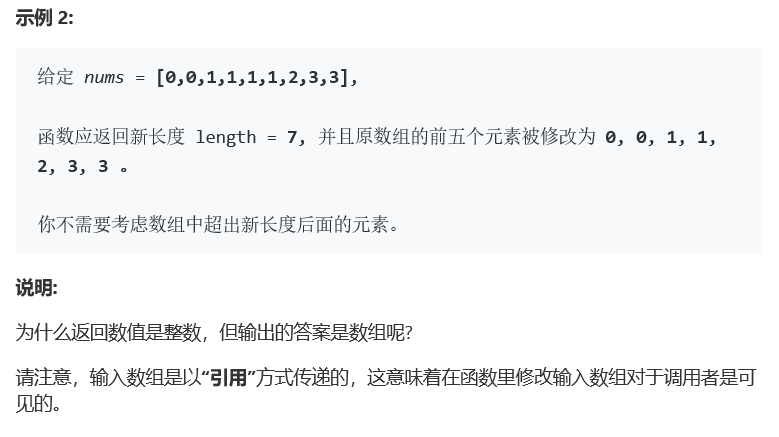 示例 2:
给定 nums = [0,0,1,1,1,1,2,3,3],
函数应返回新长度 length = 7, 并且原数组的前五个元素被修改为 0, 0, 1, 1,
2, 3, 3 。
你不需要考虑数组中超出新长度后面的元素。
说明:
为什么返回数值是整数，但输出的答案是数组呢?
请注意，输入数组是以“引用”方式传递的，这意味着在函数里修改输入数组对于调用者是可
见的。